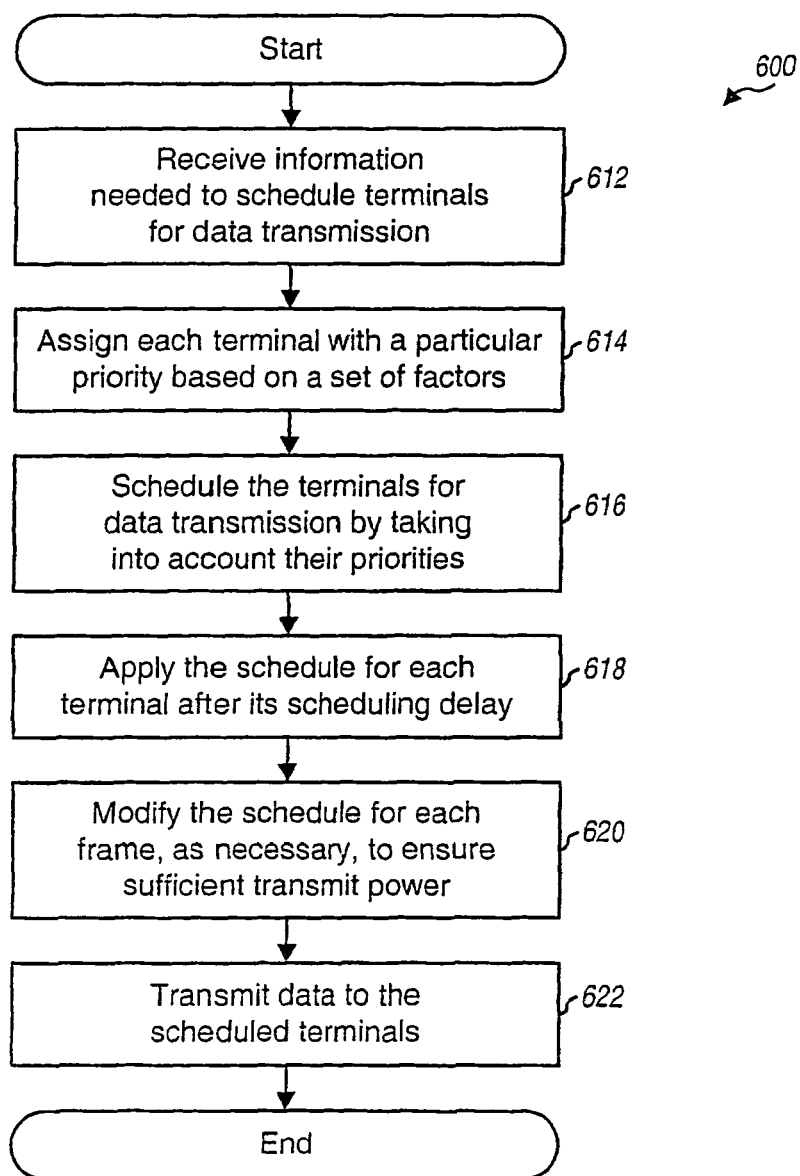 Start
600
Receive information
needed to schedule terminals
for data transmission
612
Assign each terminal with a particular
priority based on a set of factors
614
Schedule the terminals for
data transmission by taking
into account their priorities
616
Apply the schedule for each
terminal after its scheduling delay
618
Modify the schedule for each
frame, as necessary, to ensure
sufficient transmit power
620
Transmit data to the
scheduled terminals
622
End